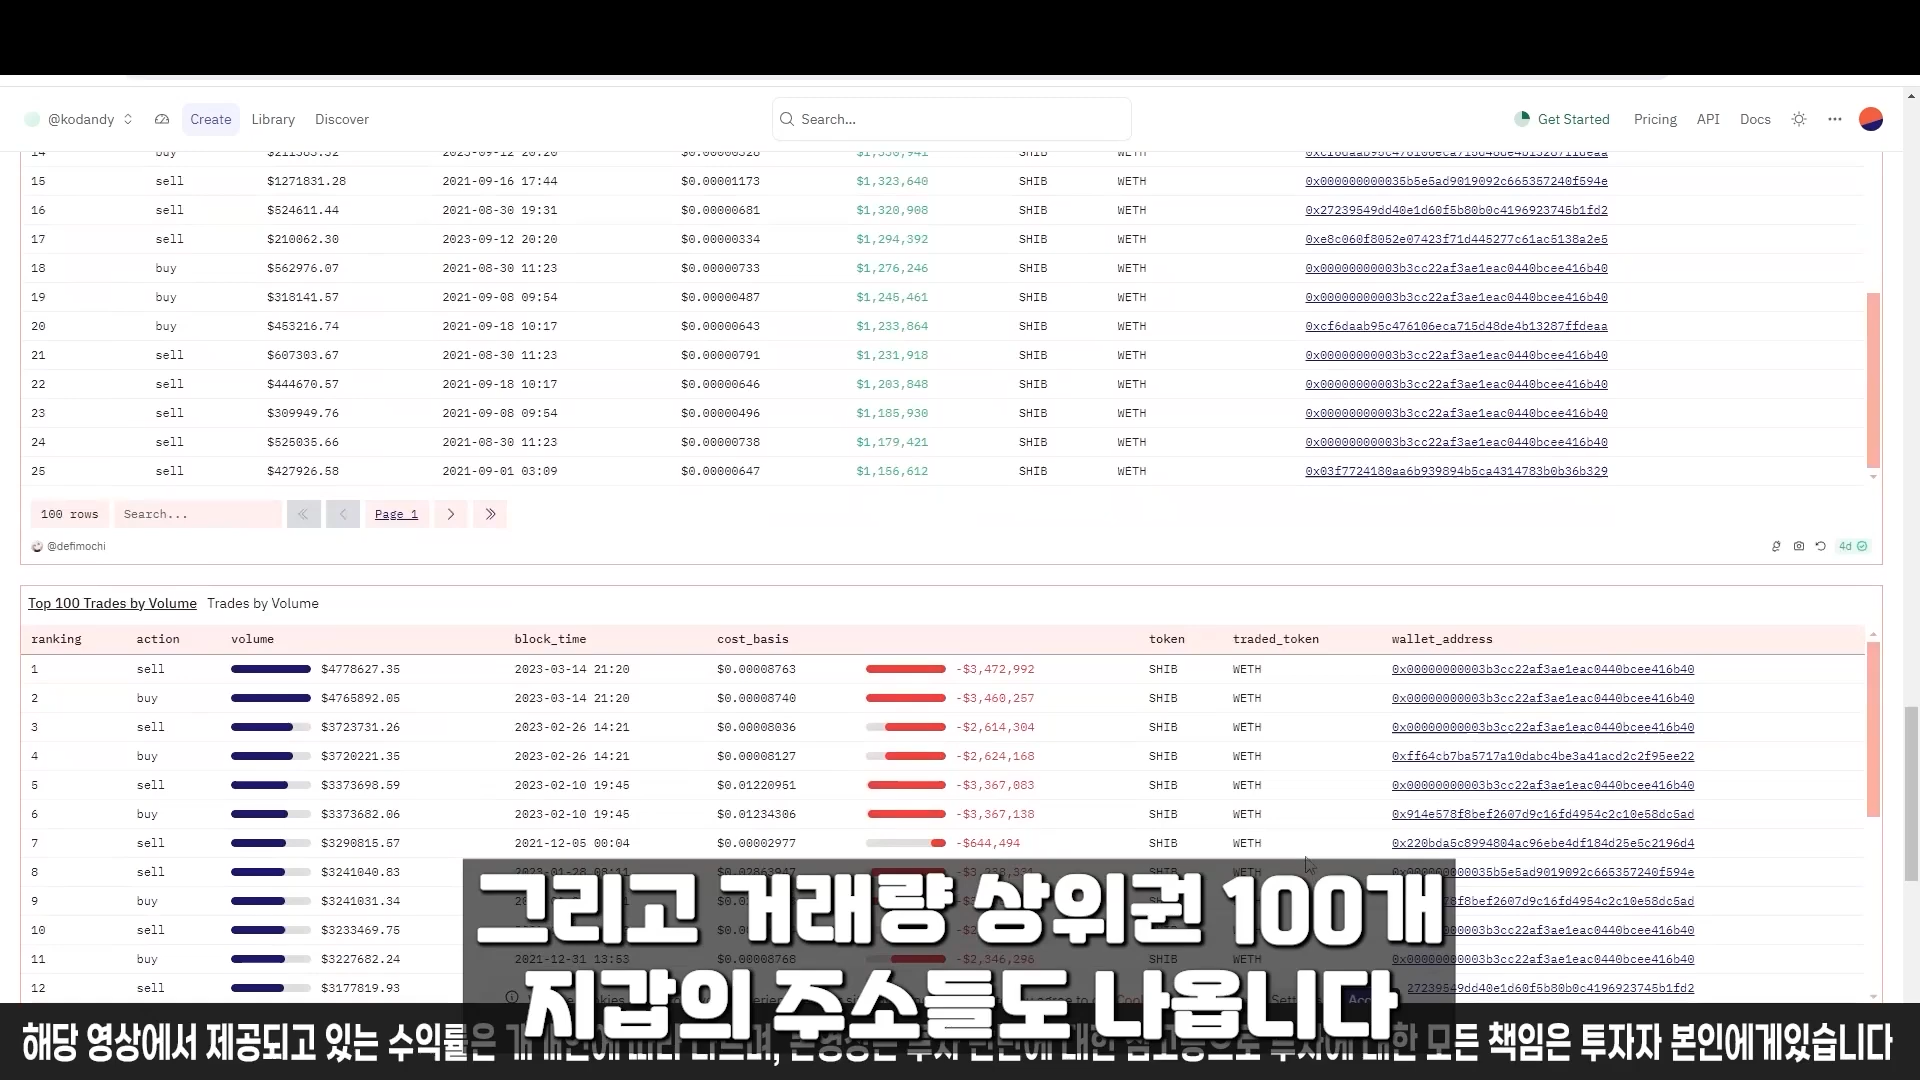 @kodandy Create Library Discover Search... Get Started Pricing API Docs
15 sell $1271831.28 2021-09-16 17:44 $0.00001173 $1,323,640 SHIB WETH 0x000000000035b5e5ad9019092c665357240f594e
16 sell $524611.44 2021-08-30 19:31 $0.00000681 $1,320,908 SHIB WETH 0x27239549dd40e1d60f5b80b0c4196923745b1fd2
17 sell $210062.30 2023-09-12 20:20 $0.00000334 $1,294,392 SHIB WETH 0xe8c060f8052e07423f71d445277c61ac5138a2e5
18 buy $562976.07 2021-08-30 11:23 $0.00000733 $1,276,246 SHIB WETH 0x00000000003b3cc22af3ae1eac0440bcee416b40
19 buy $318141.57 2021-09-08 09:54 $0.00000487 $1,245,461 SHIB WETH 0x00000000003b3cc22af3ae1eac0440bcee416b40
20 buy $453216.74 2021-09-18 10:17 $0.00000643 $1,233,864 SHIB WETH 0xcf6daab95c476106eca715d48de4b13287ffdeaa
21 sell $607303.67 2021-08-30 11:23 $0.00000791 $1,231,918 SHIB WETH 0x00000000003b3cc22af3ae1eac0440bcee416b40
22 sell $444670.57 2021-09-18 10:17 $0.00000646 $1,203,848 SHIB WETH 0x00000000003b3cc22af3ae1eac0440bcee416b40
23 sell $309949.76 2021-09-08 09:54 $0.00000496 $1,185,930 SHIB WETH 0x00000000003b3cc22af3ae1eac0440bcee416b40
24 sell $525035.66 2021-08-30 11:23 $0.00000738 $1,179,421 SHIB WETH 0x00000000003b3cc22af3ae1eac0440bcee416b40
25 sell $427926.58 2021-09-01 03:09 $0.00000647 $1,156,612 SHIB WETH 0x03f7724180aa6b939894b5ca4314783b0b36b329
100 rows Search... Page 1
@defimochi 4d
Top 100 Trades by Volume Trades by Volume
ranking action volume block_time cost_basis token traded_token wallet_address
1 sell $4778627.35 2023-03-14 21:20 $0.00008763 -$3,472,992 SHIB WETH 0x00000000003b3cc22af3ae1eac0440bcee416b40
2 buy $4765892.05 2023-03-14 21:20 $0.00008740 -$3,460,257 SHIB WETH 0x00000000003b3cc22af3ae1eac0440bcee416b40
3 sell $3723731.26 2023-02-26 14:21 $0.00008036 -$2,614,304 SHIB WETH 0x00000000003b3cc22af3ae1eac0440bcee416b40
4 buy $3720221.35 2023-02-26 14:21 $0.00008127 -$2,624,168 SHIB WETH 0xff64cb7ba5717a10dabc4be3a41acd2c2f95ee22
5 sell $3373698.59 2023-02-10 19:45 $0.01220951 -$3,367,083 SHIB WETH 0x00000000003b3cc22af3ae1eac0440bcee416b40
6 buy $3373682.06 2023-02-10 19:45 $0.01234306 -$3,367,138 SHIB WETH 0x914e578f8bef2607d9c16fd4954c2c10e58dc5ad
7 sell $3290815.57 2021-12-05 00:04 $0.00002977 -$644,494 SHIB WETH 0x220bda5c8994804ac96ebe4df184d25e5c2196d4
8 sell $3241040.83
9 buy $3241031.34
10 sell $3233469.75
11 buy $3227682.24
12 sell $3177819.93
그리고 거래량 상위권 100개
지갑의 주소들도 나옵니다
해당 영상에서 제공되고 있는 수익률은 모든 책임은 투자자 본인에게있습니다